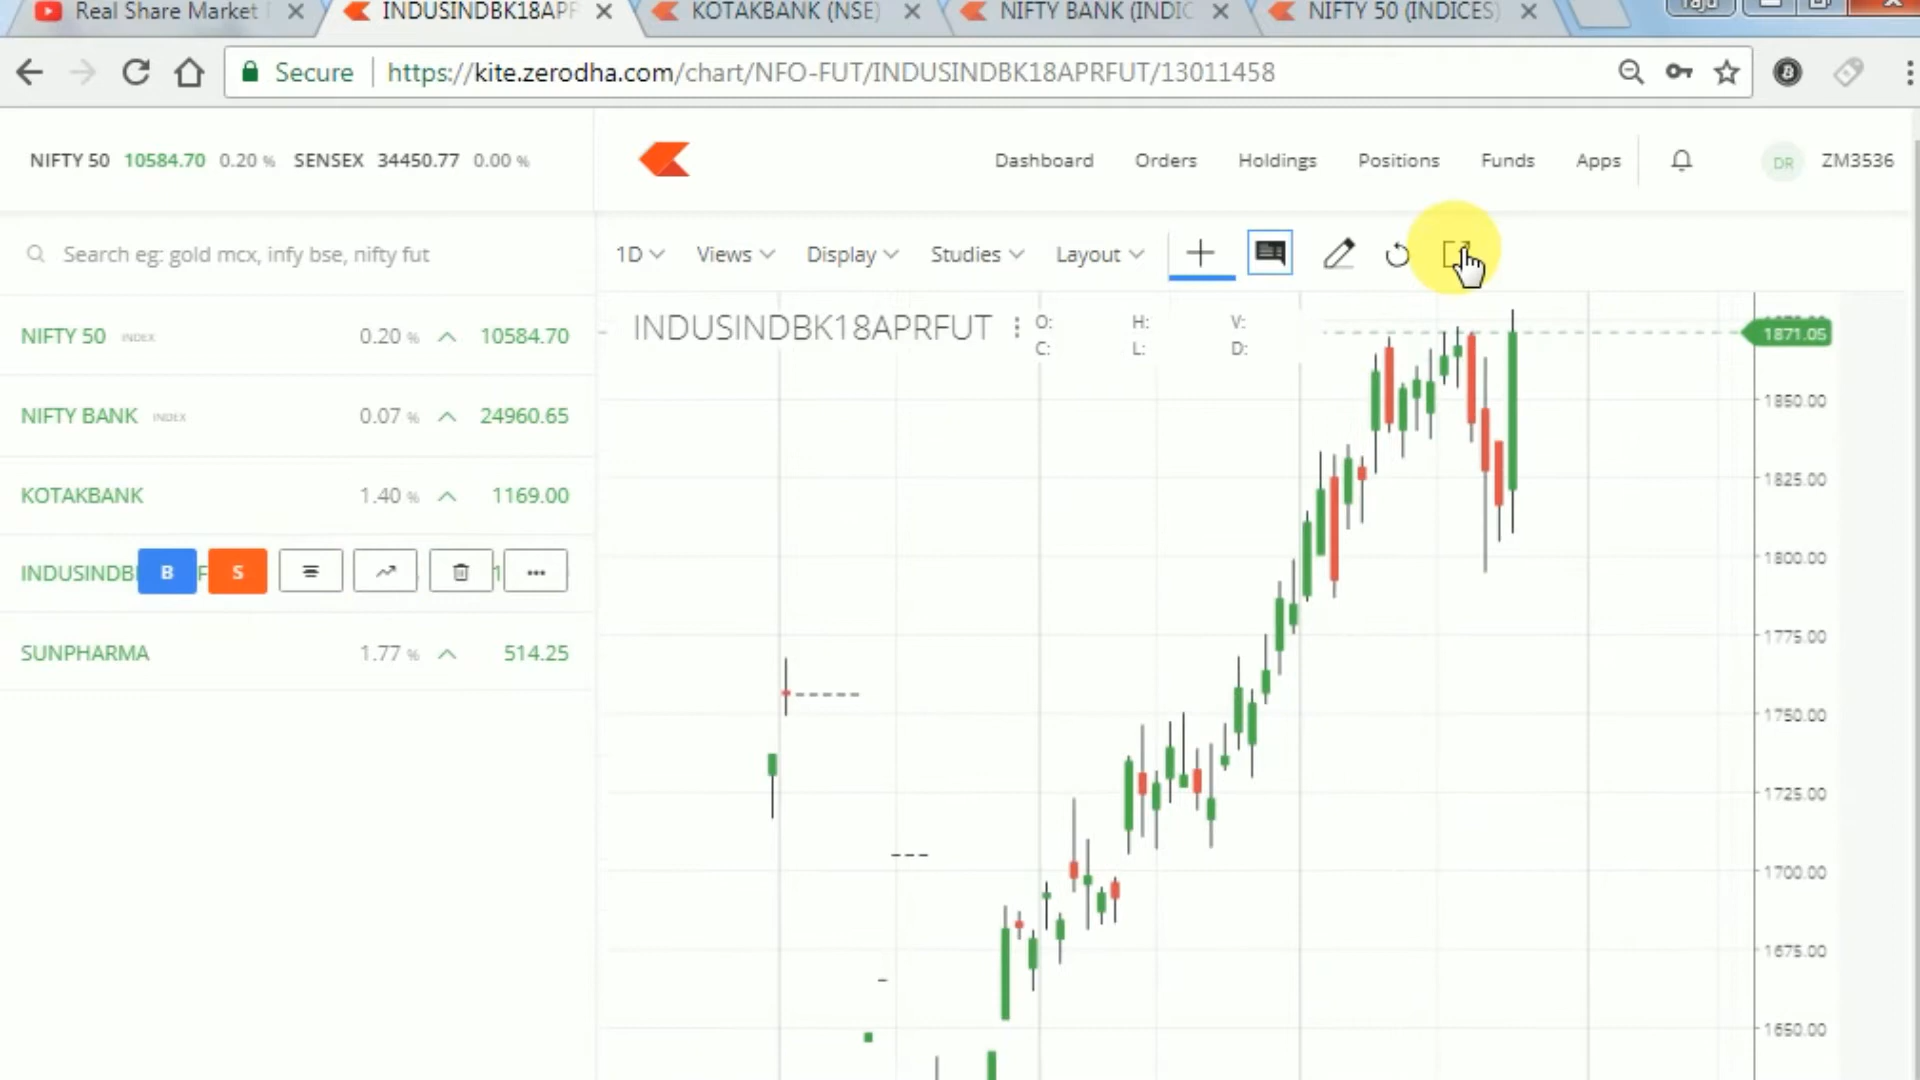 Real Share Market
INDUSINDBK18APR
KOTAKBANK (NSE)
NIFTY BANK (INDIC
NIFTY 50 (INDICES)
Secure
https://kite.zerodha.com/chart/NFO-FUT/INDUSINDBK18APRFUT/13011458
NIFTY 50 10584.70 0.20 % SENSEX 34450.77 0.00 %
Dashboard Orders Holdings Positions Funds Apps
DR ZM3536
Search eg: gold mcx, infy bse, nifty fut
1D Views Display Studies Layout
NIFTY 50 INDEX 0.20 % 10584.70
NIFTY BANK INDEX 0.07 % 24960.65
KOTAKBANK 1.40 % 1169.00
INDUSINDB B F S 1 •••
SUNPHARMA 1.77 % 514.25
INDUSINDBK18APRFUT
O: H: V:
C: L: D:
1871.05
1850.00
1825.00
1800.00
1775.00
1750.00
1725.00
1700.00
1675.00
1650.00